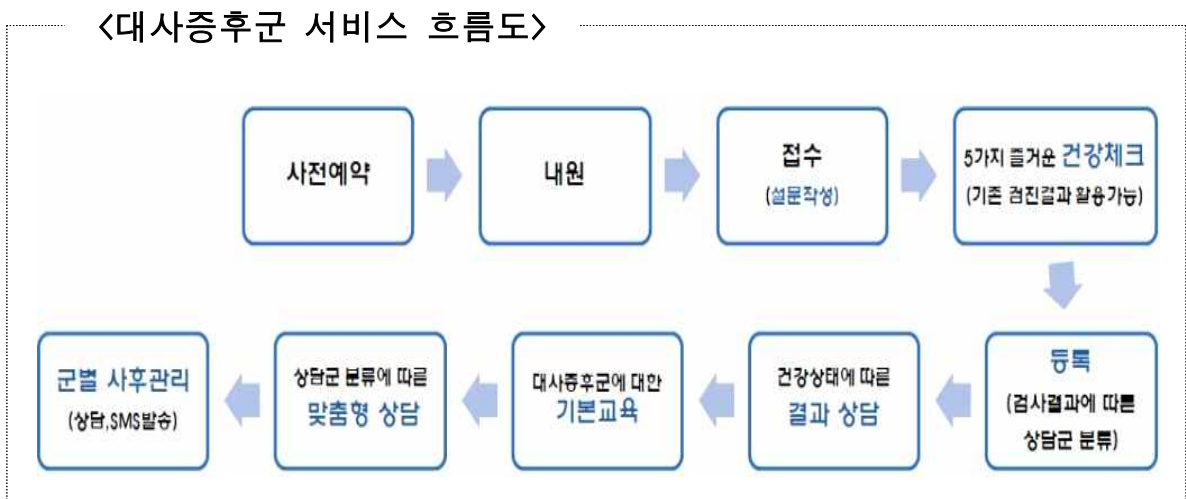 <대사증후군 서비스 흐름도>
사전예약
내원
접수
(설문작성)
5가지 즐거운 건강체크
(기존 검진결과 활용가능)
등록
(검사결과에 따른
상담군 분류)
건강상태에 따른
결과 상담
대사증후군에 대한
기본교육
상담군 분류에 따른
맞춤형 상담
군별 사후관리
(상담,SMS발송)